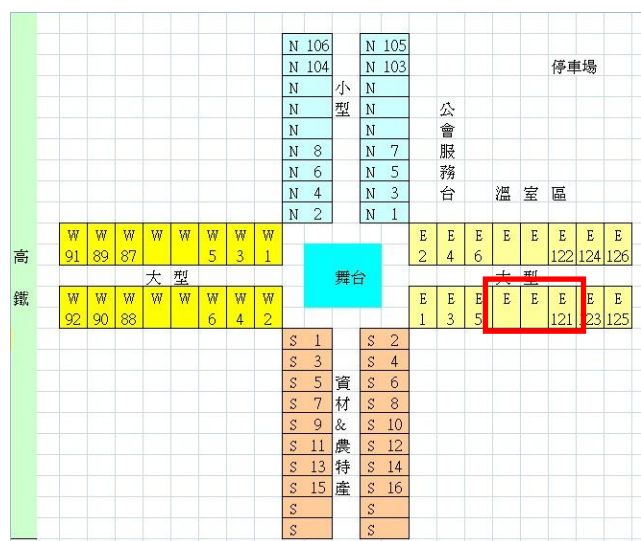 N 106 N 105
N 104 N 103 停車場
N 小 N
N 型 N 公
N N 會
N 8 N 7 服
N 6 N 5 務
N 4 N 3 台 溫 室 區
N 2 N 1
W W W W W W W W E E E E E E E E
高 91 89 87 5 3 1 2 4 6 122 124 126
大 型 舞台 大 型
鐵 W W W W W W W W E E E E E E E E
92 90 88 6 4 2 1 3 5 121 123 125
S 1 S 2
S 3 S 4
S 5 資 S 6
S 7 材 S 8
S 9 & S 10
S 11 農 S 12
S 13 特 S 14
S 15 產 S 16
S S
S S